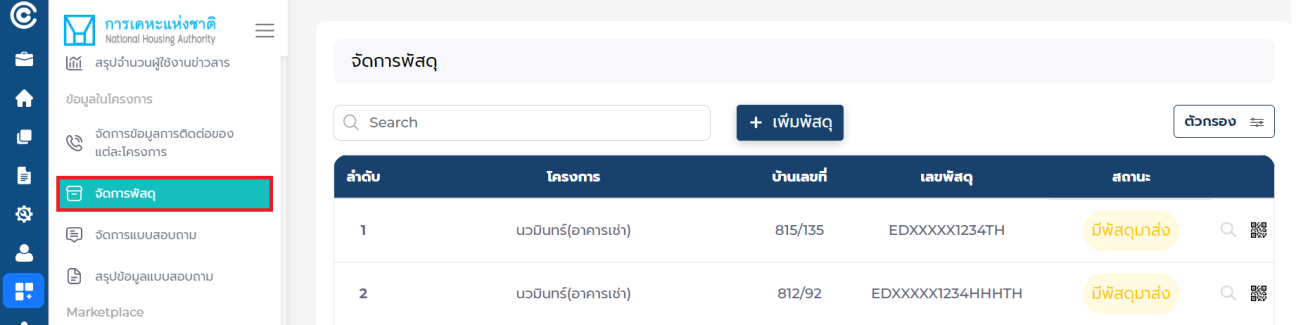 การเคหะแห่งชาติ
National Housing Authority
สรุปจำนวนผู้ใช้งานข่าวสาร
ข้อมูลในโครงการ
จัดการข้อมูลการติดต่อของ
แต่ละโครงการ
จัดการพัสดุ
จัดการแบบสอบถาม
สรุปข้อมูลแบบสอบถาม
Marketplace
จัดการพัสดุ
Search
+ เพิ่มพัสดุ
ตัวกรอง
ลำดับ โครงการ บ้านเลขที่ เลขพัสดุ สถานะ
1 นวมินทร์(อาคารเช่า) 815/135 EDXXXXX1234TH มีพัสดุมาส่ง
2 นวมินทร์(อาคารเช่า) 812/92 EDXXXXX1234HHHTH มีพัสดุมาส่ง